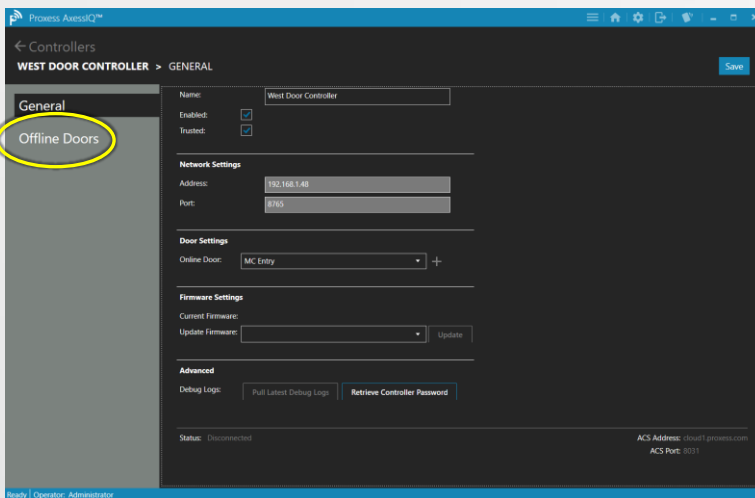 Proxess AxessIQ™
Controllers
WEST DOOR CONTROLLER > GENERAL
Save
General
Offline Doors
Name: West Door Controller
Enabled:
Trusted:
Network Settings
Address: 192.168.1.48
Port: 8765
Door Settings
Online Door: MC Entry
Firmware Settings
Current Firmware:
Update Firmware: Update
Advanced
Debug Logs: Pull Latest Debug Logs Retrieve Controller Password
Status: Disconnected ACS Address: cloud1.proxess.com
ACS Port: 8031
Ready | Operator: Administrator